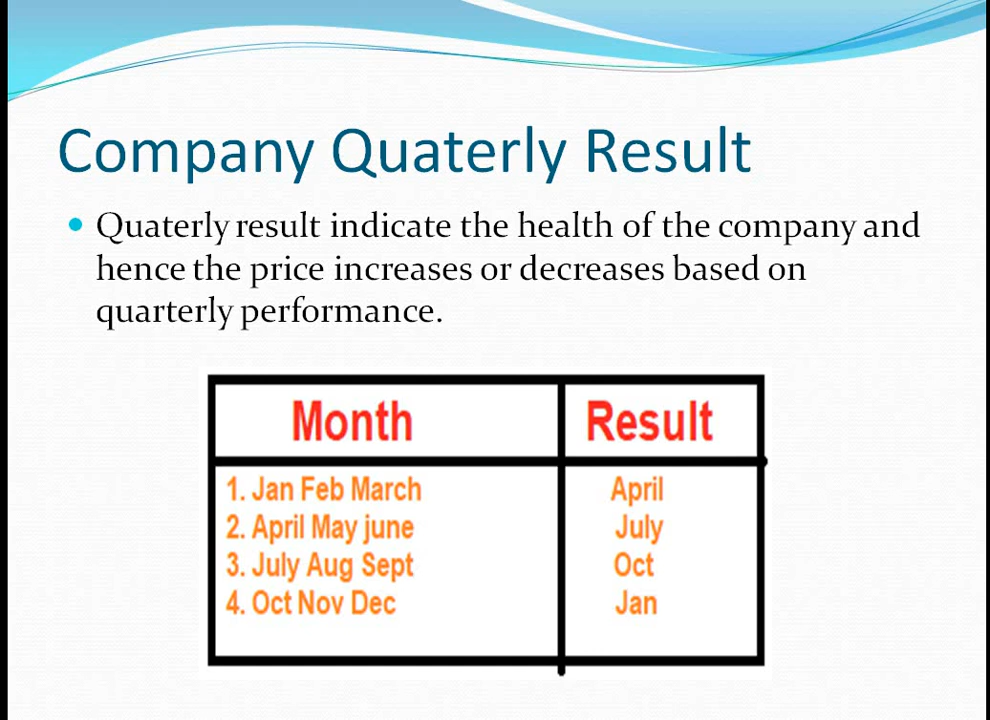 Company Quaterly Result
Quaterly result indicate the health of the company and
hence the price increases or decreases based on
quarterly performance.
Month Result
1. Jan Feb March April
2. April May june July
3. July Aug Sept Oct
4. Oct Nov Dec Jan